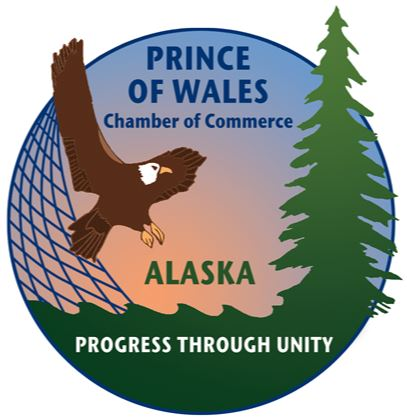 PRINCE
OF WALES
Chamber of Commerce
ALASKA
PROGRESS THROUGH UNITY